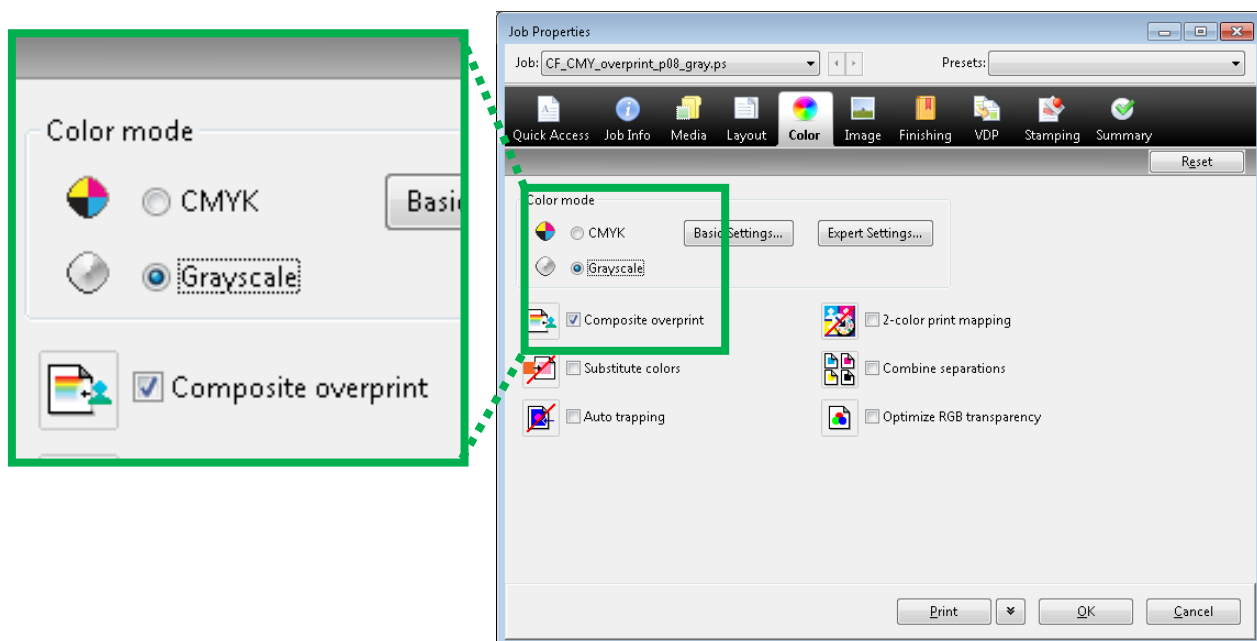 Color mode
CMYK
Basi
Grayscale
Composite overprint
Job Properties
Job: CF_CMY_overprint_p08_gray.ps
Presets:
Quick Access Job Info Media Layout Color Image Finishing VDP Stamping Summary
Reset
Color mode
CMYK Basic Settings... Expert Settings...
Grayscale
Composite overprint 2-color print mapping
Substitute colors Combine separations
Auto trapping Optimize RGB transparency
Print OK Cancel